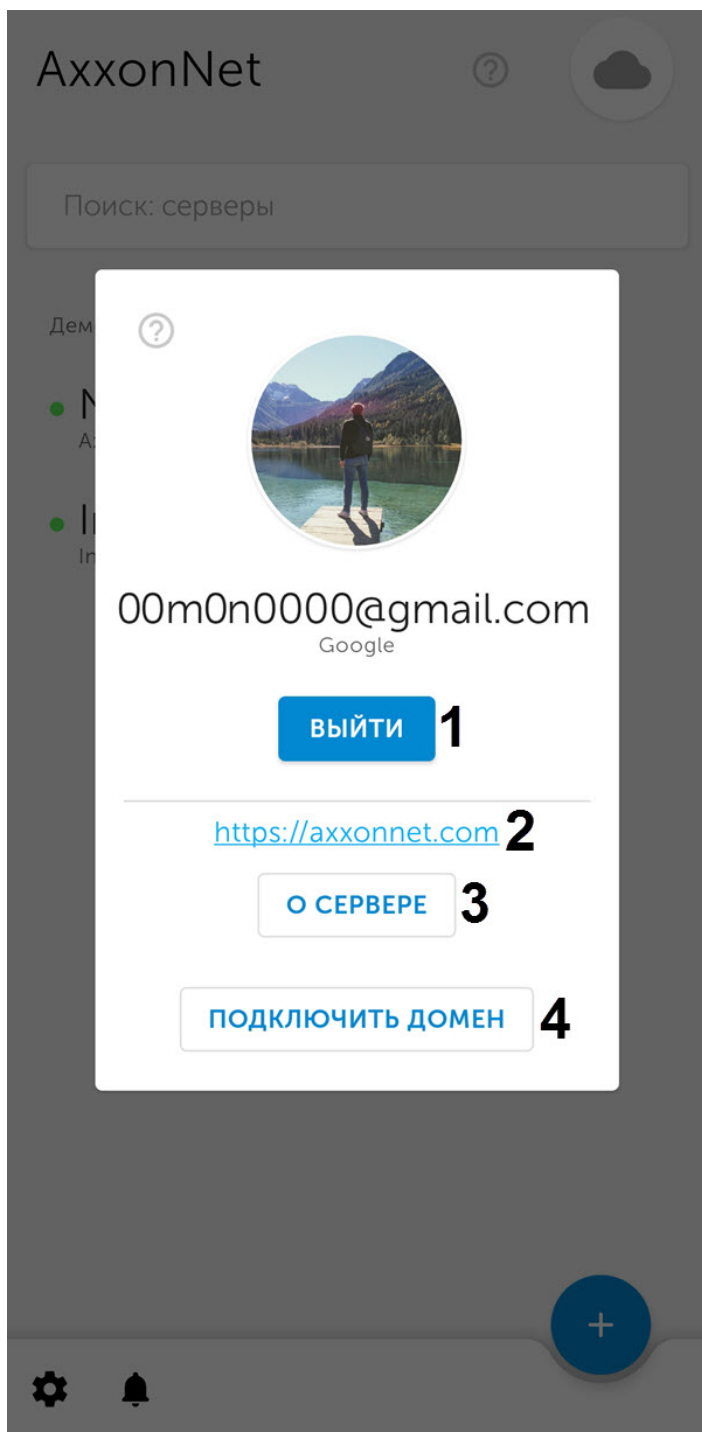 AxxonNet
Поиск: серверы
00m0n0000@gmail.com
Google
ВЫЙТИ 1
https://axxonnet.com 2
О СЕРВЕРЕ 3
ПОДКЛЮЧИТЬ ДОМЕН 4